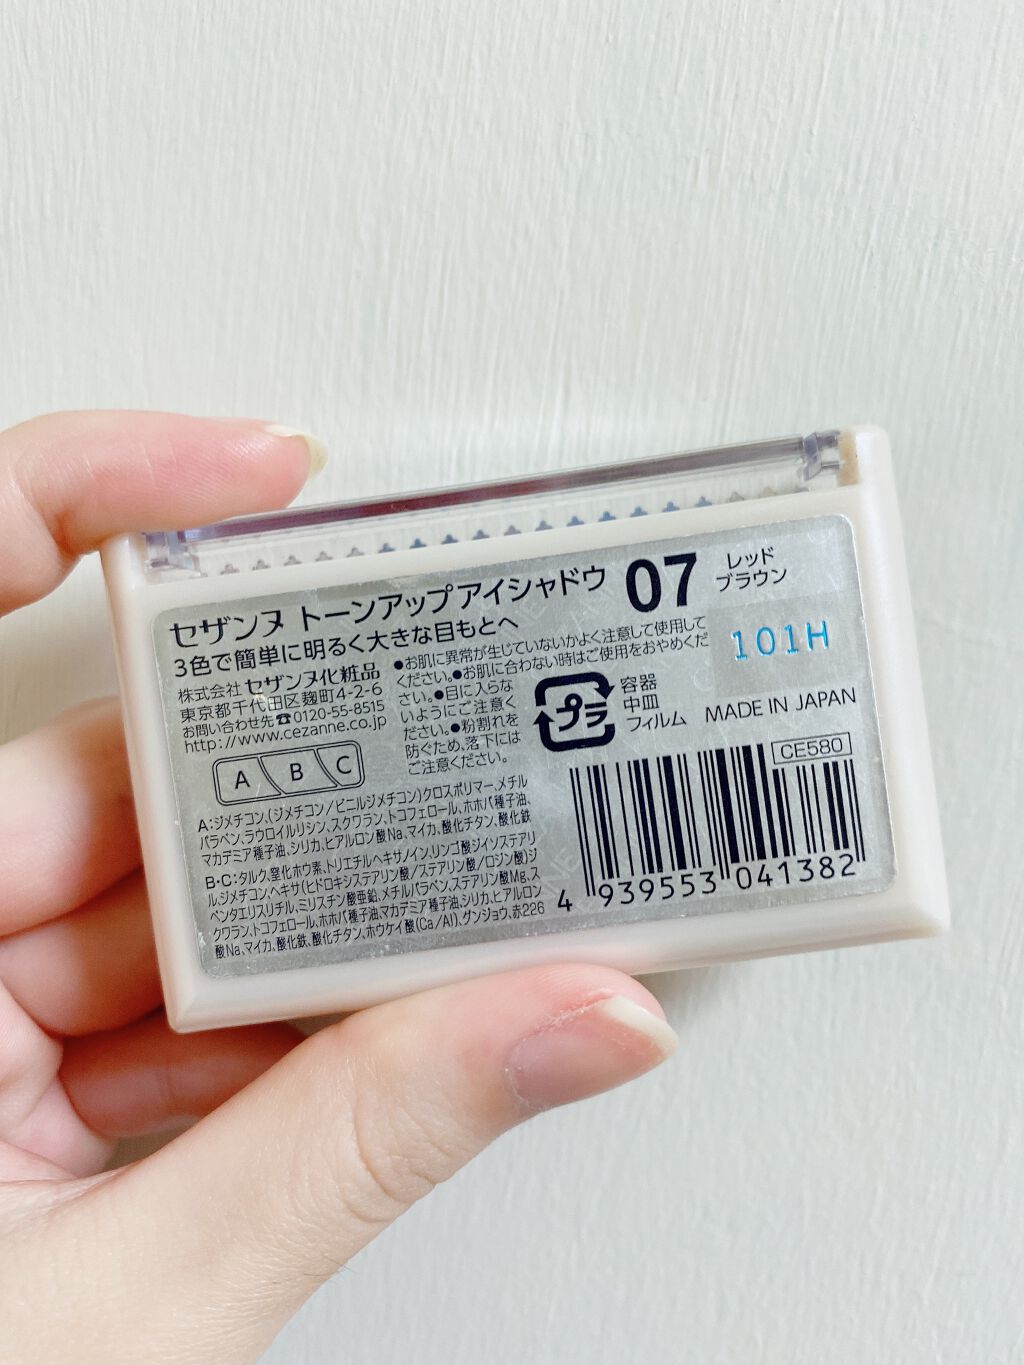 セザンヌ トーンアップアイシャドウ 07 レッド
ブラウン
3色で簡単に明るく大きな目もとへ
株式会社 セザンヌ化粧品
東京都千代田区麹町4-2-6
お問い合わせ先☎0120-55-8515
http://www.cezanne.co.jp
●お肌に異常が生じていないかよく注意して使用して
ください。●お肌に合わない時はご使用をおやめくだ
さい。●目に入らな
いようにご注意く
ださい。●粉割れを
防ぐため、落下には
ご注意ください。
101H
プラ
容器
中皿
フィルム
MADE IN JAPAN
A B C
CE580
A:ジメチコン、(ジメチコン/ビニルジメチコン)クロスポリマー、メチル
パラベン、ラウロイルリシン、スクワラン、トコフェロール、ホホバ種子油、
マカデミア種子油、シリカ、ヒアルロン酸Na、マイカ、酸化チタン、酸化鉄
B・C:タルク、窒化ホウ素、トリエチルヘキサノイン、リンゴ酸ジイソステアリ
ル、ジメチコン、ヘキサ(ヒドロキシステアリン酸/ステアリン酸/ロジン酸)ジ
ペンタエリスリチル、ミリスチン酸亜鉛、メチルパラベン、ステアリン酸Mg、ス
クワラン、トコフェロール、ホホバ種子油、マカデミア種子油、シリカ、ヒアルロン
酸Na、マイカ、酸化鉄、酸化チタン、ホウケイ酸(Ca/Al)、グンジョウ、赤226
4 939553 041382